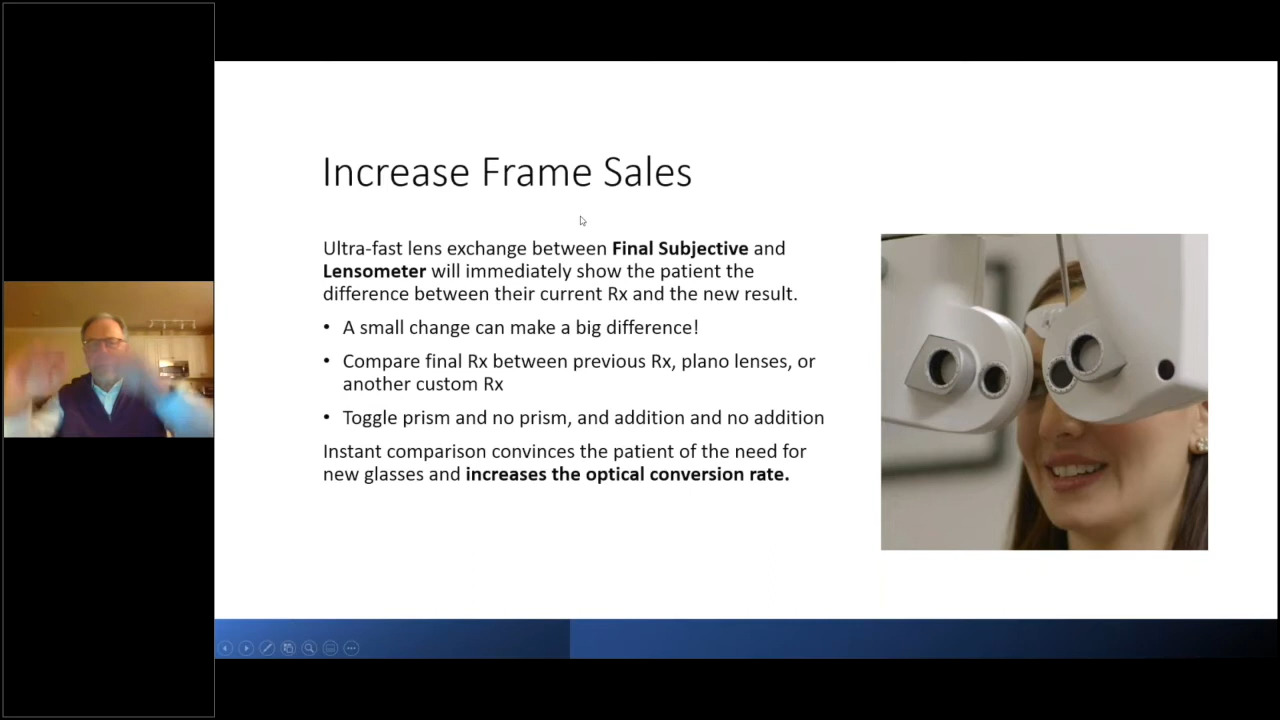 Increase Frame Sales
Ultra-fast lens exchange between Final Subjective and
Lensometer will immediately show the patient the
difference between their current Rx and the new result.
• A small change can make a big difference!
• Compare final Rx between previous Rx, plano lenses, or
another custom Rx
• Toggle prism and no prism, and addition and no addition
Instant comparison convinces the patient of the need for
new glasses and increases the optical conversion rate.